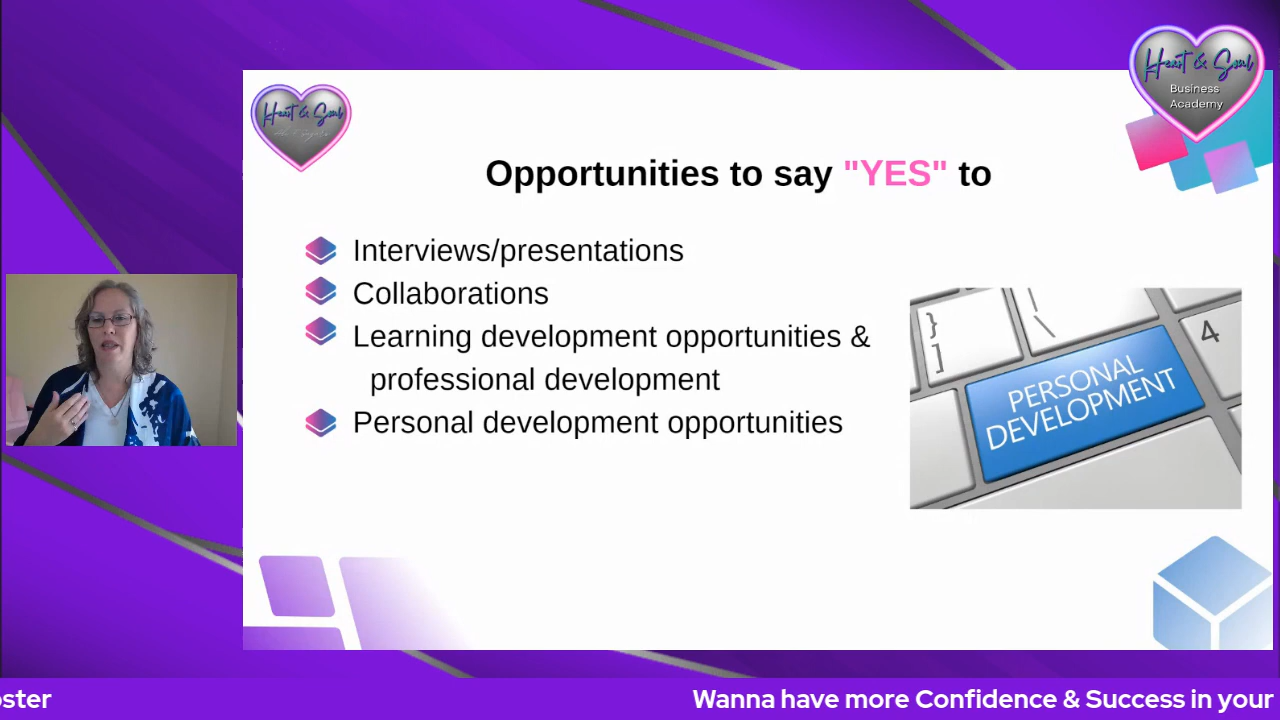 Heart & Soul
Business
Academy
Heart & Soul
Opportunities to say "YES" to
Interviews/presentations
Collaborations
Learning development opportunities &
professional development
Personal development opportunities
}
]
\
4
PERSONAL
DEVELOPMENT
oster
Wanna have more Confidence & Success in your